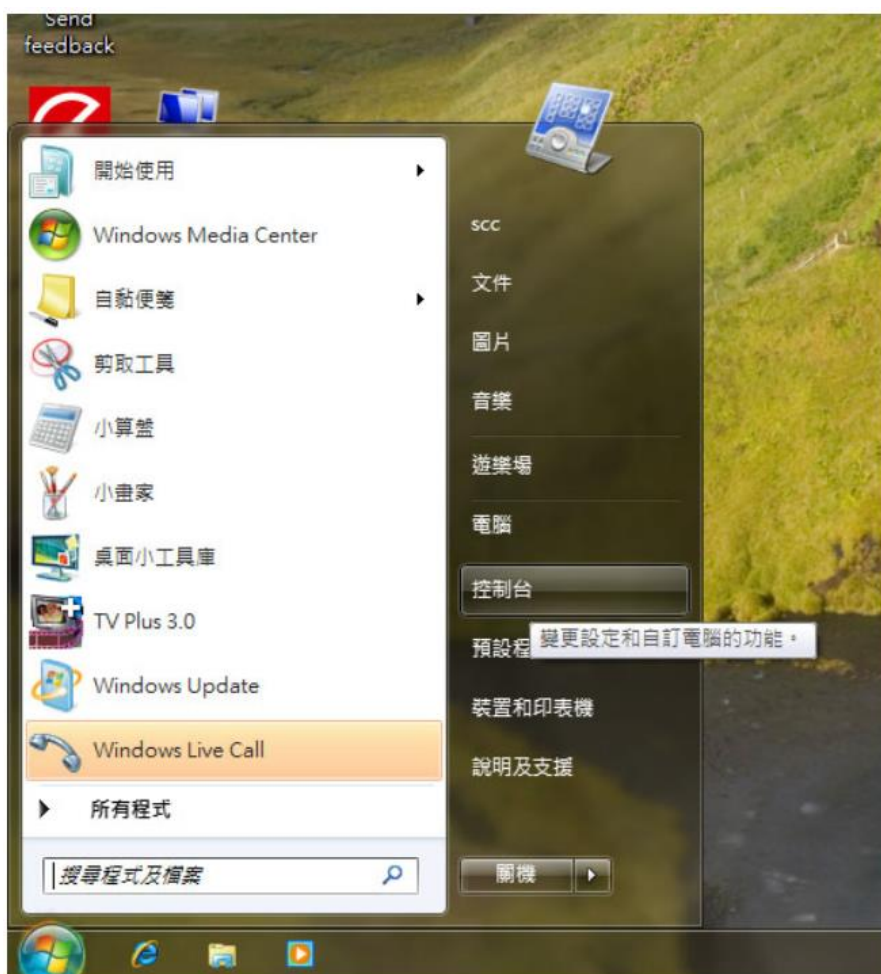 Send
feedback
開始使用
Windows Media Center
自黏便箋
剪取工具
小算盤
小畫家
桌面小工具庫
TV Plus 3.0
Windows Update
Windows Live Call
所有程式
搜尋程式及檔案
scc
文件
圖片
音樂
遊樂場
電腦
控制台
變更設定和自訂電腦的功能。
預設程
裝置和印表機
說明及支援
關機